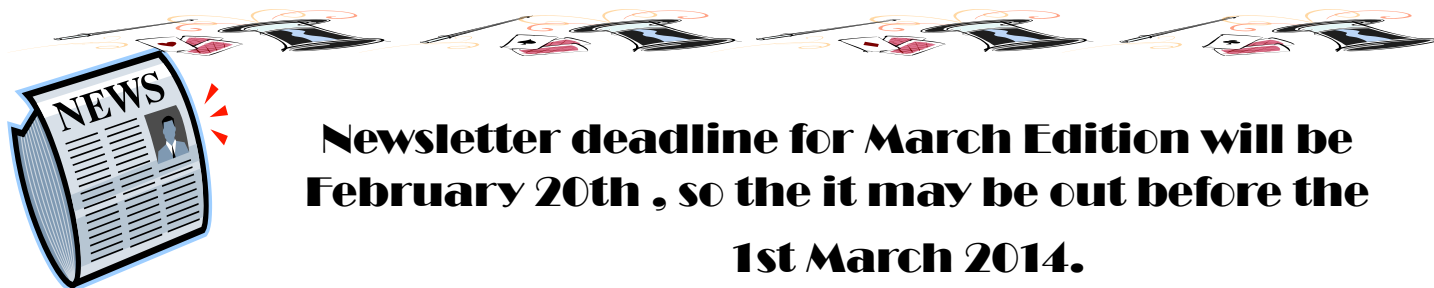 NEWS
Newsletter deadline for March Edition will be
February 20th , so the it may be out before the
1st March 2014.